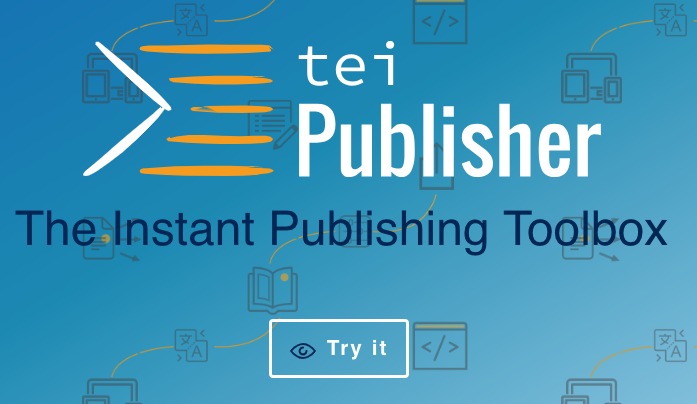 tei
Publisher
The Instant Publishing Toolbox
Try it